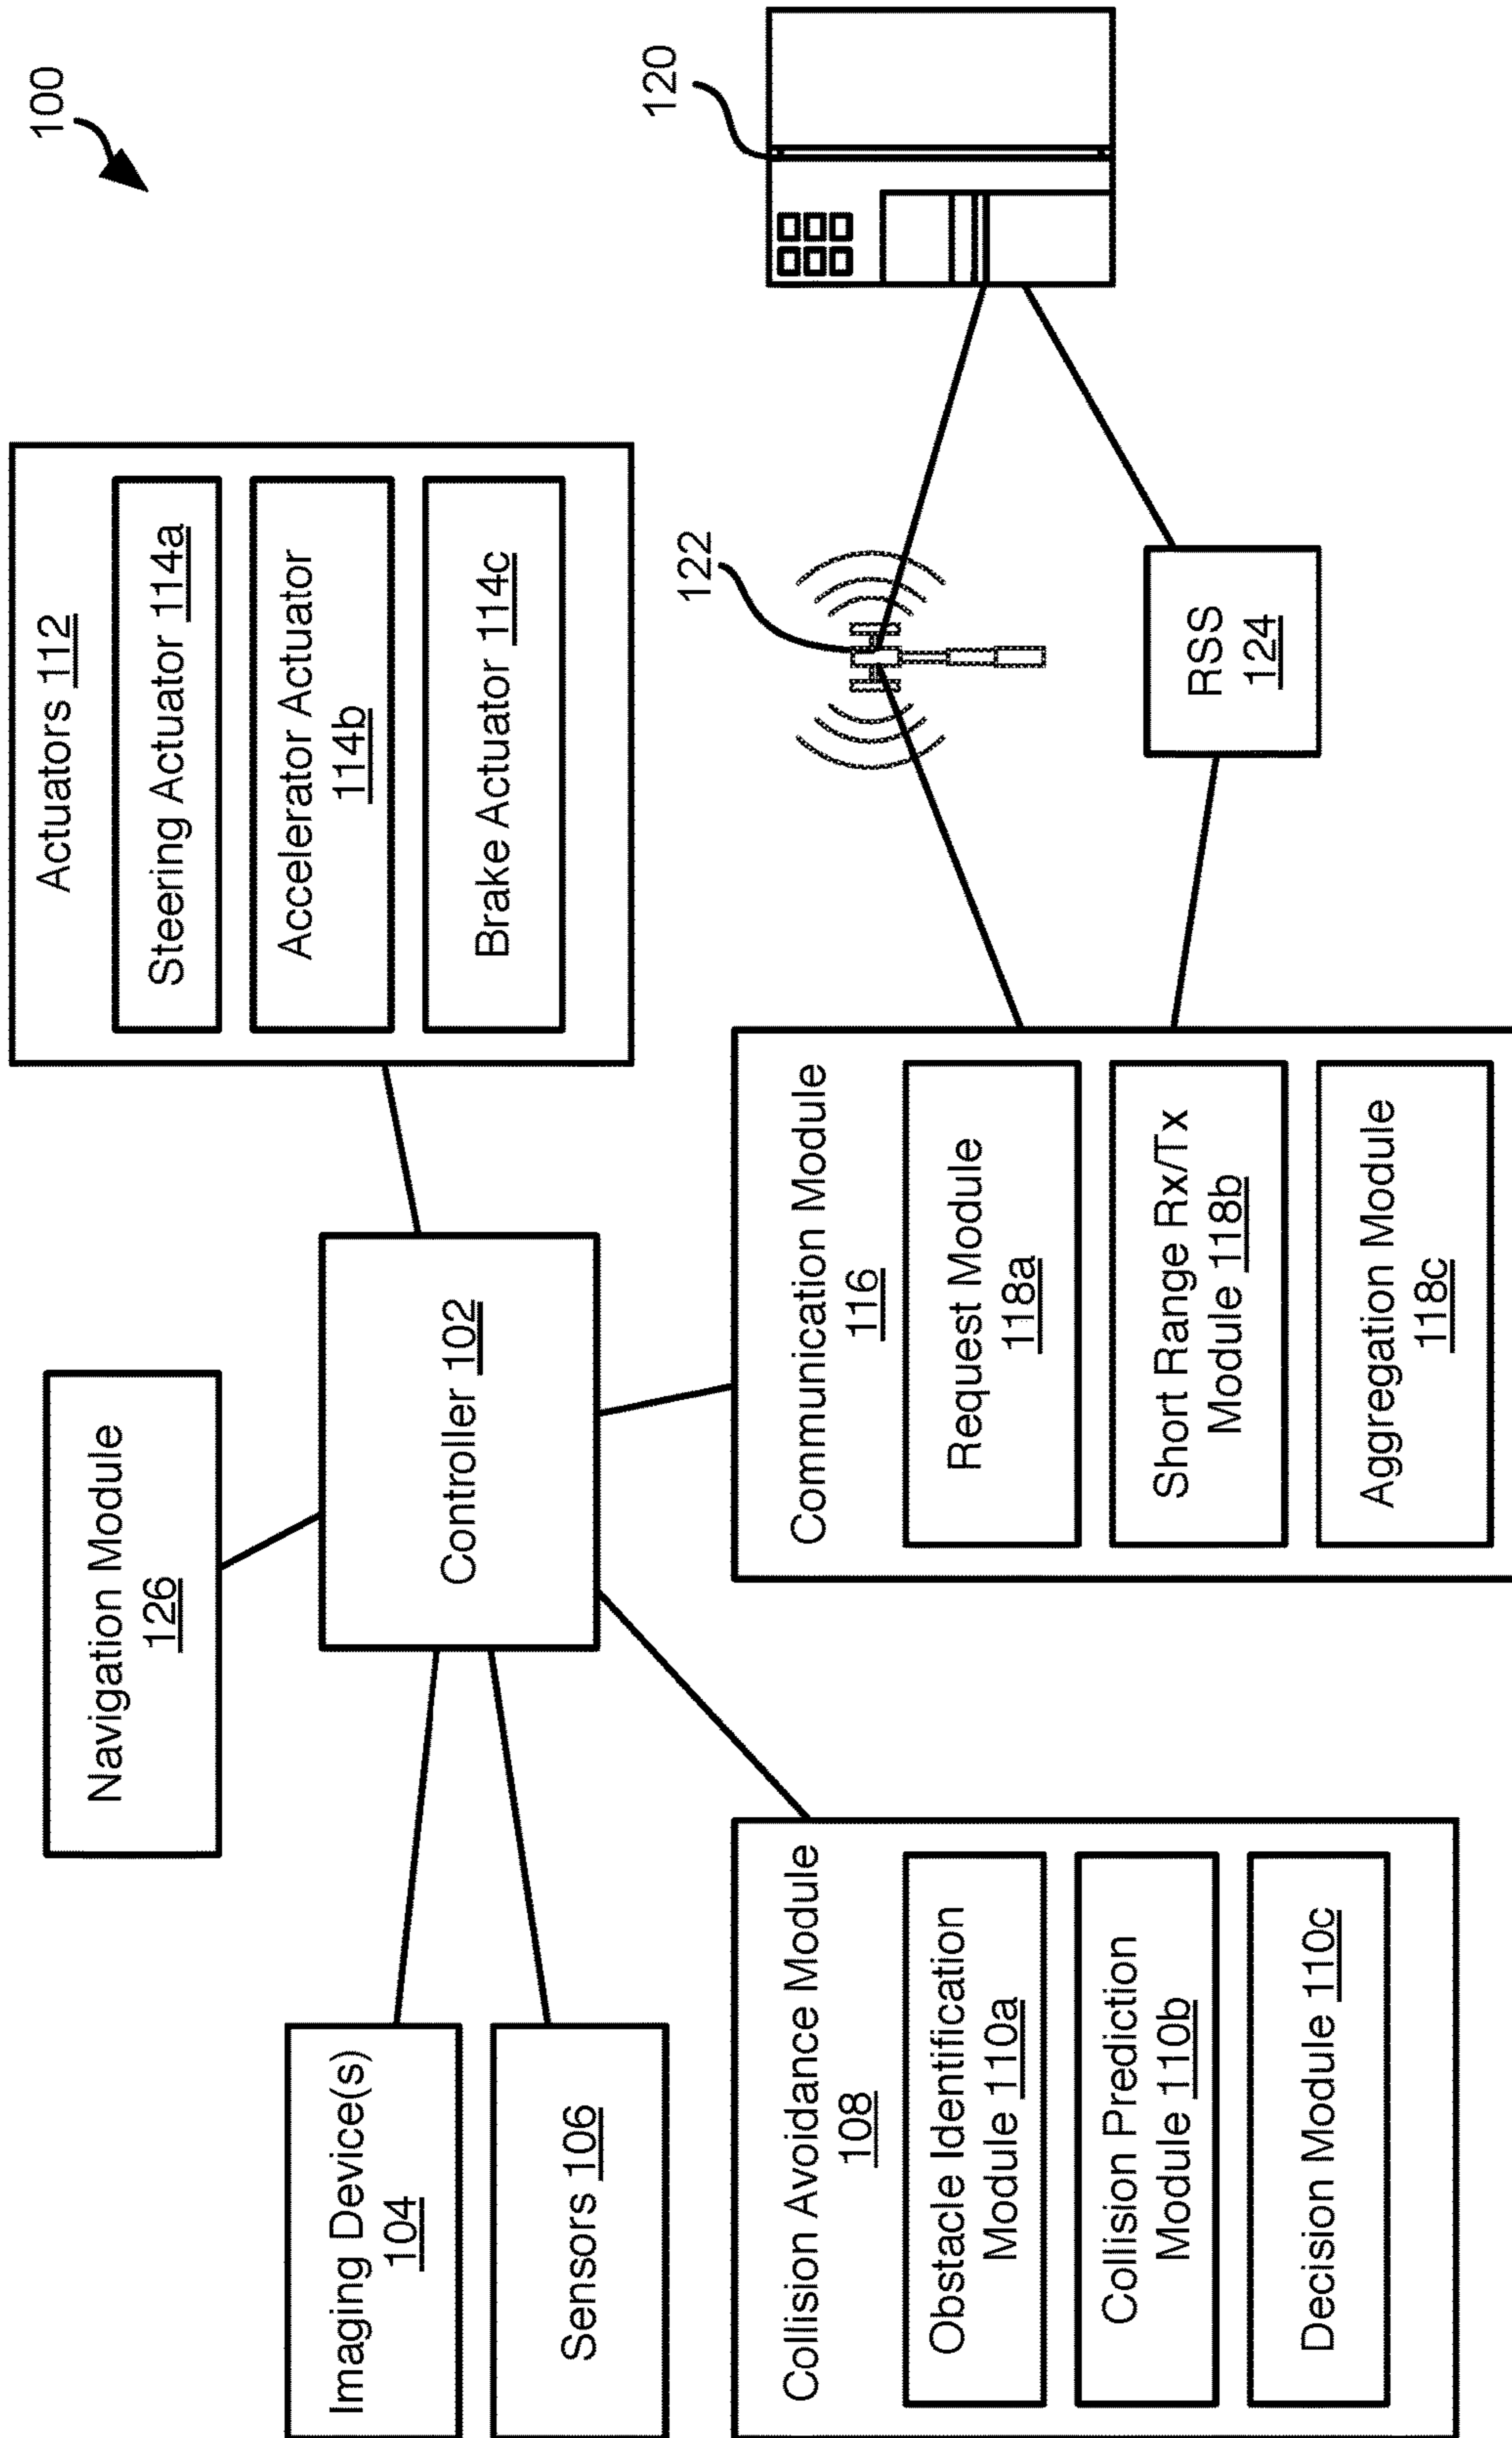 100
Navigation Module
126
Actuators 112
Steering Actuator 114a
Accelerator Actuator
114b
Brake Actuator 114c
Imaging Device(s)
104
Sensors 106
Controller 102
Collision Avoidance Module
108
Obstacle Identification
Module 110a
Collision Prediction
Module 110b
Decision Module 110c
Communication Module
116
Request Module
118a
Short Range Rx/Tx
Module 118b
Aggregation Module
118c
122
120
RSS
124